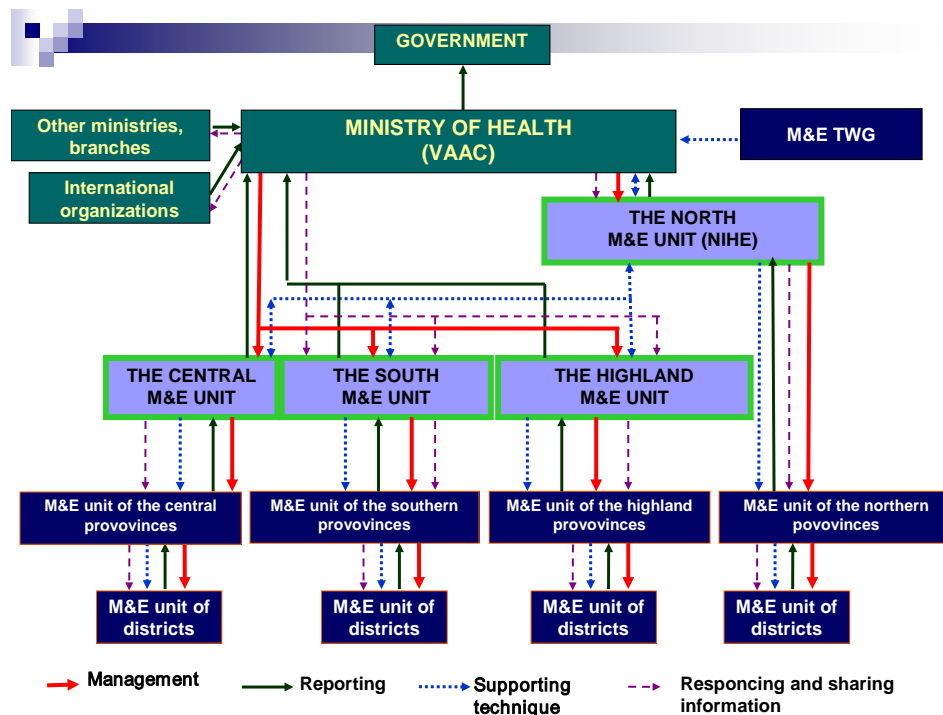 GOVERNMENT
Other ministries,
branches
MINISTRY OF HEALTH
(VAAC)
M&E TWG
International
organizations
THE NORTH
M&E UNIT (NIHE)
THE CENTRAL
M&E UNIT
THE SOUTH
M&E UNIT
THE HIGHLAND
M&E UNIT
M&E unit of the central
provovinces
M&E unit of the southern
provovinces
M&E unit of the highland
provovinces
M&E unit of the northern
povovinces
M&E unit of
districts
M&E unit of
districts
M&E unit of
districts
M&E unit of
districts
Management
Reporting
Supporting
technique
Responcing and sharing
information